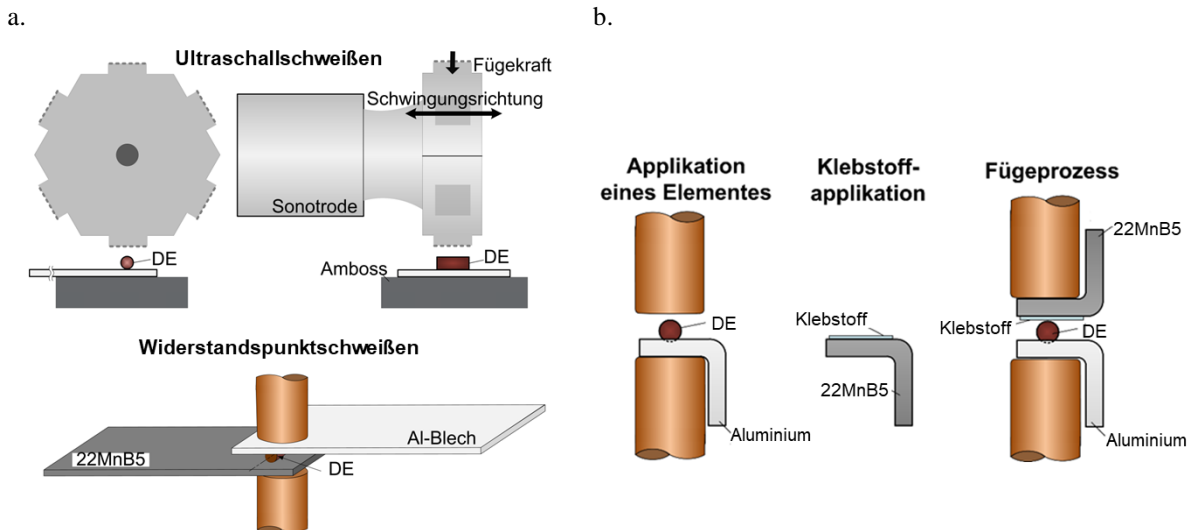 a.
Ultraschallschweißen
Fügekraft
Schwingungsrichtung
Sonotrode
DE
Amboss
DE
Widerstandspunktschweißen
Al-Blech
22MnB5
DE
b.
Applikation
eines Elementes
DE
Aluminium
Klebstoff-
applikation
Klebstoff
22MnB5
Fügeprozess
22MnB5
Klebstoff
DE
Aluminium